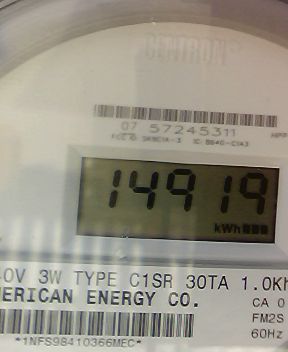 CENTRON®
07 57245311
14919
kWh
0V 3W TYPE C1SR 30TA 1.0Kh
ERICAN ENERGY CO.
CA 0
FM2S
60Hz
*1NFS98410366MEC*